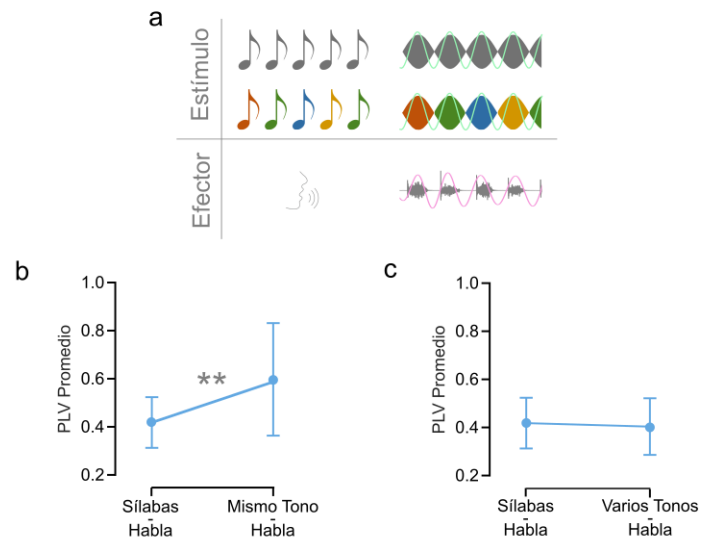 a
Estímulo
Efector
b
PLV Promedio
1.0
0.8
0.6
0.4
0.2
**
Sílabas
-
Habla
Mismo Tono
-
Habla
c
PLV Promedio
1.0
0.8
0.6
0.4
0.2
Sílabas
-
Habla
Varios Tonos
-
Habla